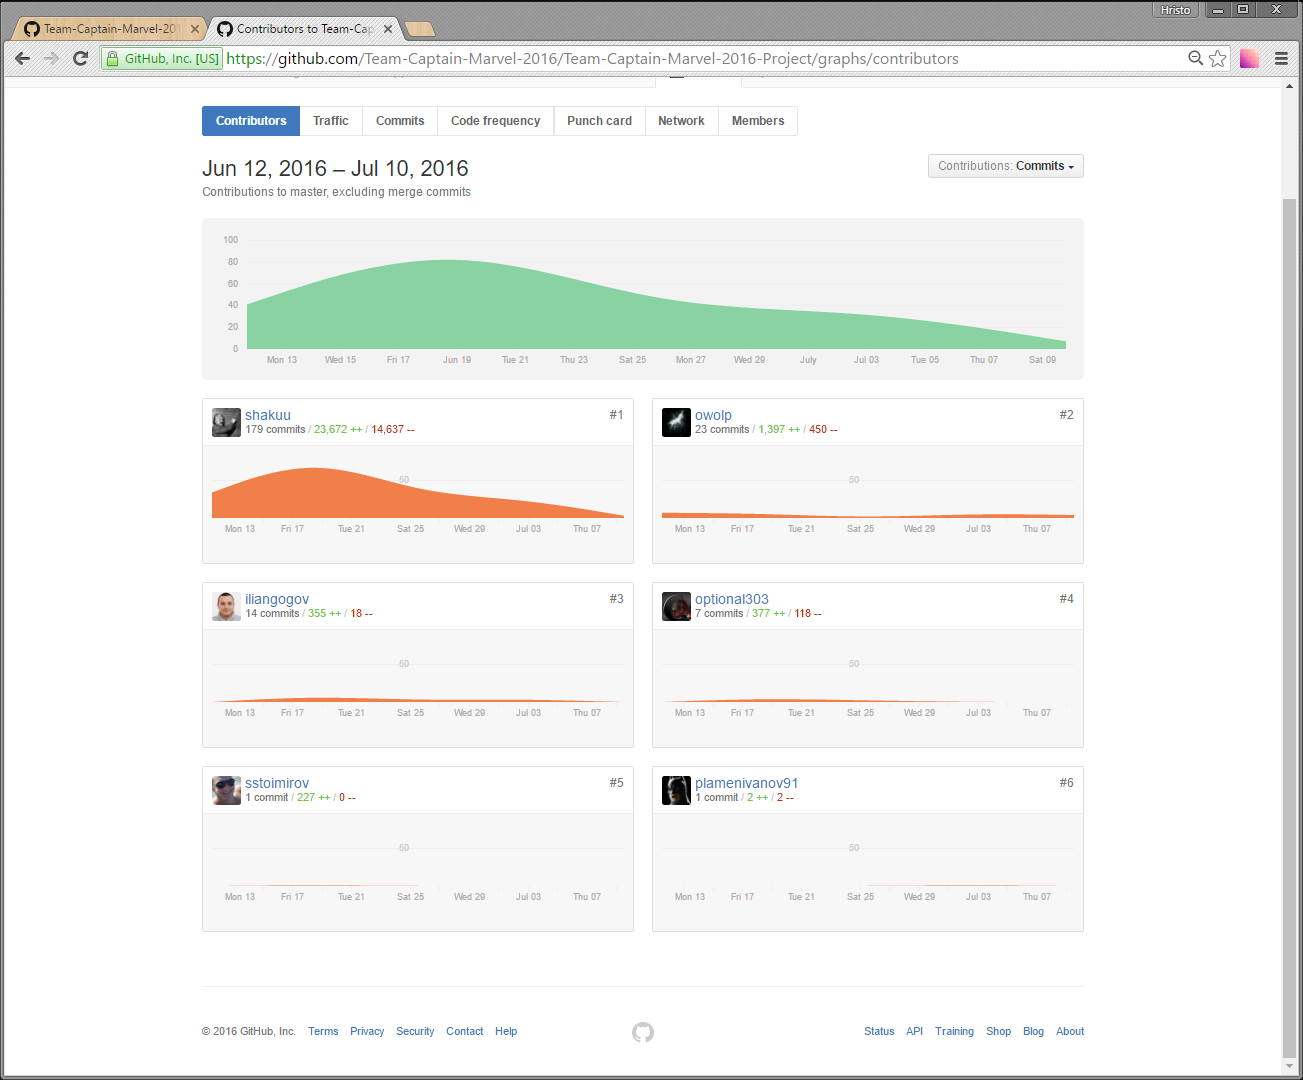 Hristo
Team-Captain-Marvel-201
Contributors to Team-Cap
GitHub, Inc. [US]
https://github.com/Team-Captain-Marvel-2016/Team-Captain-Marvel-2016-Project/graphs/contributors
Contributors Traffic Commits Code frequency Punch card Network Members
Jun 12, 2016 – Jul 10, 2016
Contributions: Commits
Contributions to master, excluding merge commits
100
80
60
40
20
0
Mon 13 Wed 15 Fri 17 Jun 19 Tue 21 Thu 23 Sat 25 Mon 27 Wed 29 July Jul 03 Tue 05 Thu 07 Sat 09
shakuu #1
179 commits / 23,672 ++ / 14,637 --
50
Mon 13 Fri 17 Tue 21 Sat 25 Wed 29 Jul 03 Thu 07
owolp #2
23 commits / 1,397 ++ / 450 --
50
Mon 13 Fri 17 Tue 21 Sat 25 Wed 29 Jul 03 Thu 07
iliangogov #3
14 commits / 355 ++ / 18 --
50
Mon 13 Fri 17 Tue 21 Sat 25 Wed 29 Jul 03 Thu 07
optional303 #4
7 commits / 377 ++ / 118 --
50
Mon 13 Fri 17 Tue 21 Sat 25 Wed 29 Jul 03 Thu 07
sstoimirov #5
1 commit / 227 ++ / 0 --
50
Mon 13 Fri 17 Tue 21 Sat 25 Wed 29 Jul 03 Thu 07
plamenivanov91 #6
1 commit / 2 ++ / 2 --
50
Mon 13 Fri 17 Tue 21 Sat 25 Wed 29 Jul 03 Thu 07
© 2016 GitHub, Inc. Terms Privacy Security Contact Help
Status API Training Shop Blog About